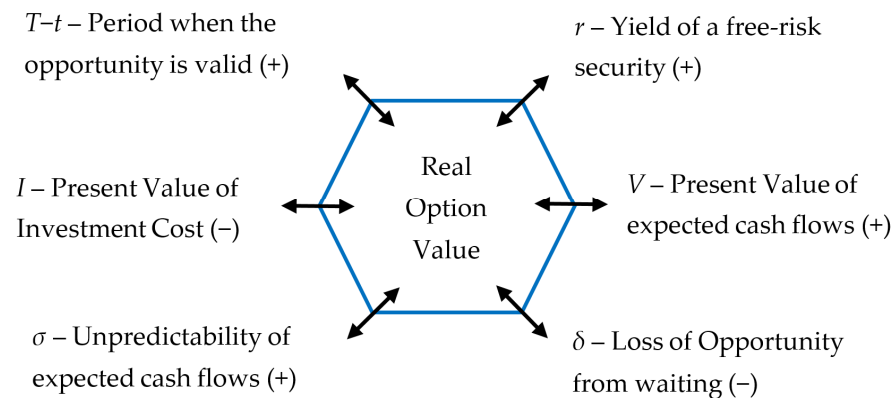 T−t – Period when the
opportunity is valid (+)
r – Yield of a free-risk
security (+)
I – Present Value of
Investment Cost (−)
Real
Option
Value
V – Present Value of
expected cash flows (+)
σ – Unpredictability of
expected cash flows (+)
δ – Loss of Opportunity
from waiting (−)